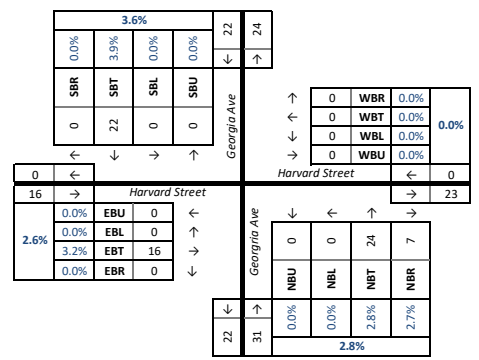 3.6% 22 24
0.0% 3.9% 0.0% 0.0% ↓ ↑
SBR SBT SBL SBU
0 22 0 0
← ↓ → ↑
Georgia Ave
↑ 0 WBR 0.0%
← 0 WBT 0.0%
↓ 0 WBL 0.0%
→ 0 WBU 0.0%
0.0%
0 ← Harvard Street ← 0
16 → Harvard Street → 23
2.6%
0.0% EBU 0 ←
0.0% EBL 0 ↑
3.2% EBT 16 →
0.0% EBR 0 ↓
Georgria Ave
↓ ← ↑ →
0 0 24 7
NBU NBL NBT NBR
↓ ↑ 0.0% 0.0% 2.8% 2.7%
22 31 2.8%